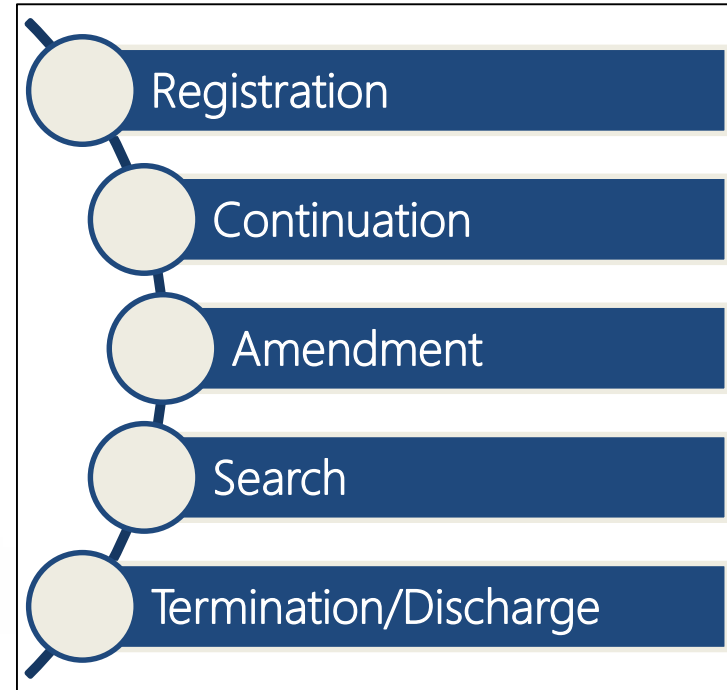 Registration
Continuation
Amendment
Search
Termination/Discharge